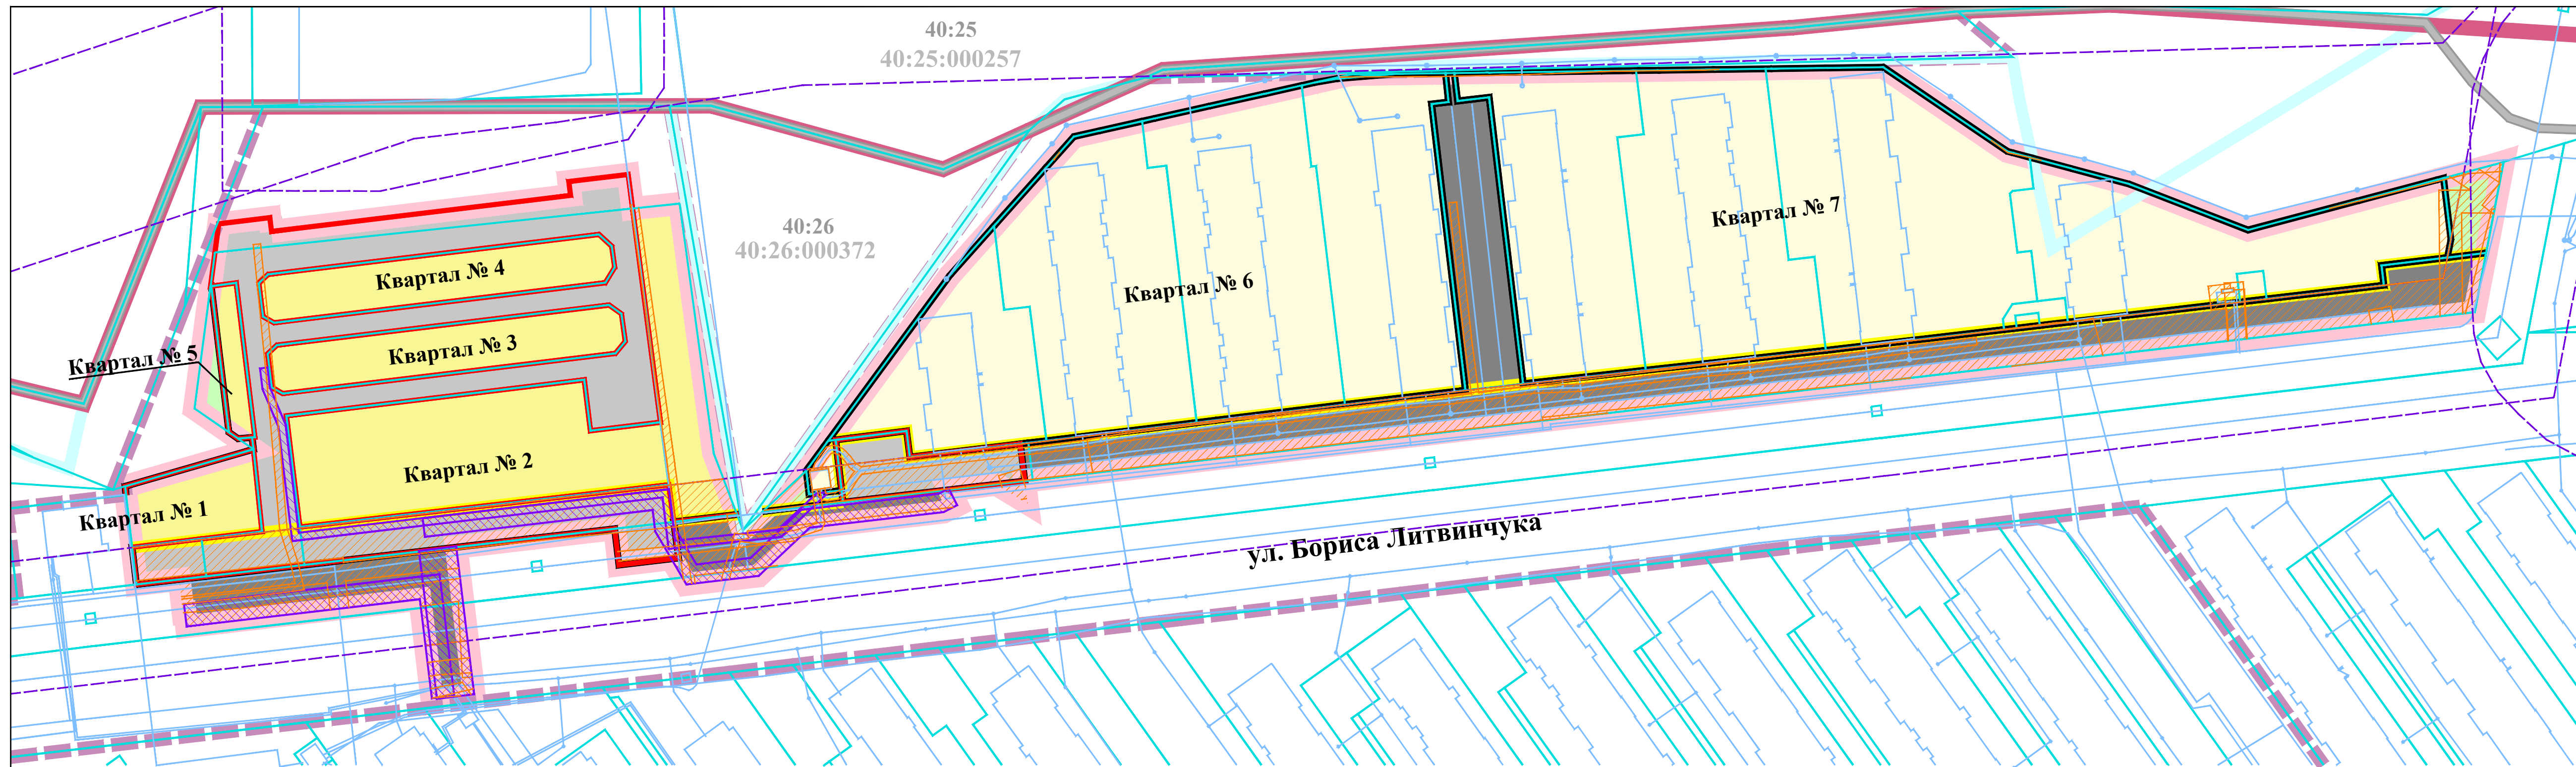 40:25
40:25:000257
40:26
40:26:000372
Квартал № 7
Квартал № 4
Квартал № 6
Квартал № 3
Квартал № 5
Квартал № 2
Квартал № 1
ул. Бориса Литвинчука